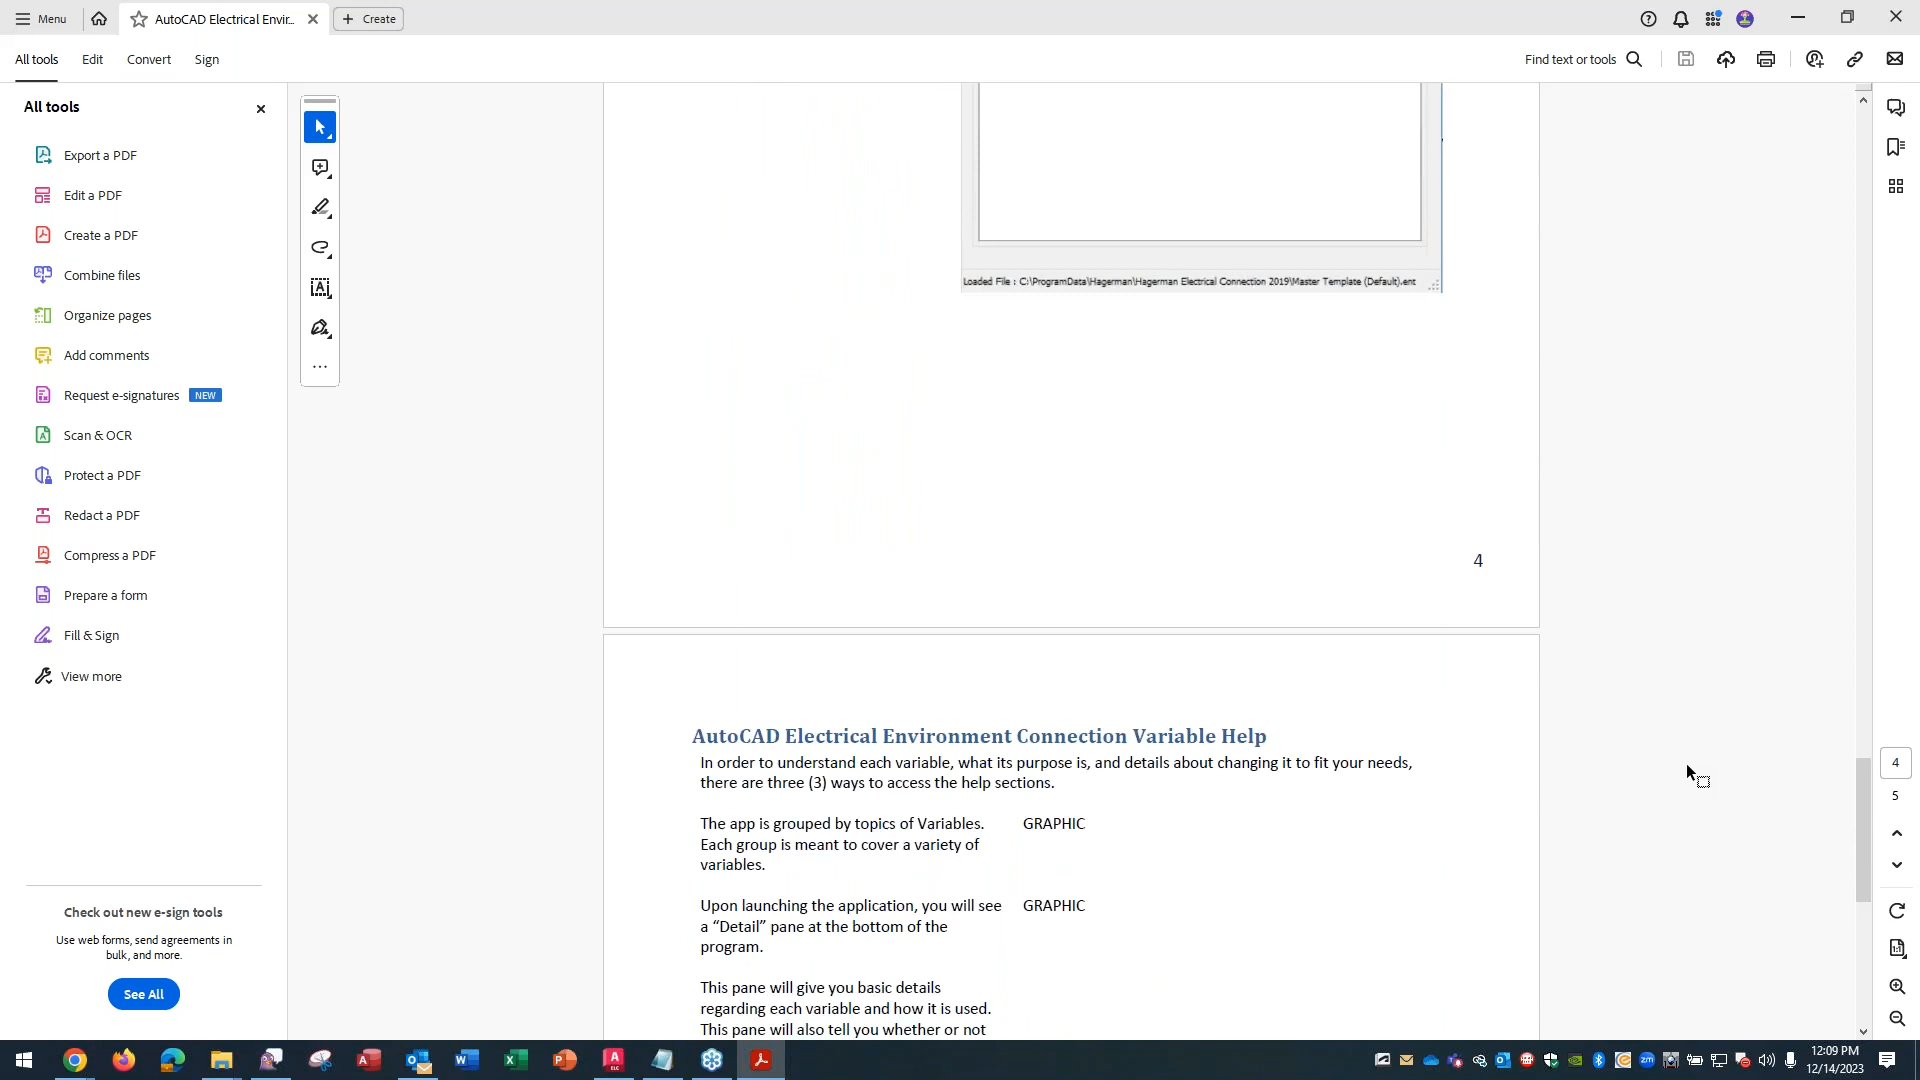 Menu
AutoCAD Electrical Envir...
Create
All tools
Edit
Convert
Sign
Find text or tools
All tools
Export a PDF
Edit a PDF
Create a PDF
Combine files
Organize pages
Add comments
Request e-signatures NEW
Scan & OCR
Protect a PDF
Redact a PDF
Compress a PDF
Prepare a form
Fill & Sign
View more
Check out new e-sign tools
Use web forms, send agreements in
bulk, and more.
See All
Loaded File : C:\ProgramData\Hagerman\Hagerman Electrical Connection 2019\Master Template (Default).ent
4
AutoCAD Electrical Environment Connection Variable Help
In order to understand each variable, what its purpose is, and details about changing it to fit your needs,
there are three (3) ways to access the help sections.
The app is grouped by topics of Variables. GRAPHIC
Each group is meant to cover a variety of
variables.
Upon launching the application, you will see GRAPHIC
a “Detail” pane at the bottom of the
program.
This pane will give you basic details
regarding each variable and how it is used.
This pane will also tell you whether or not
4
5
12:09 PM
12/14/2023